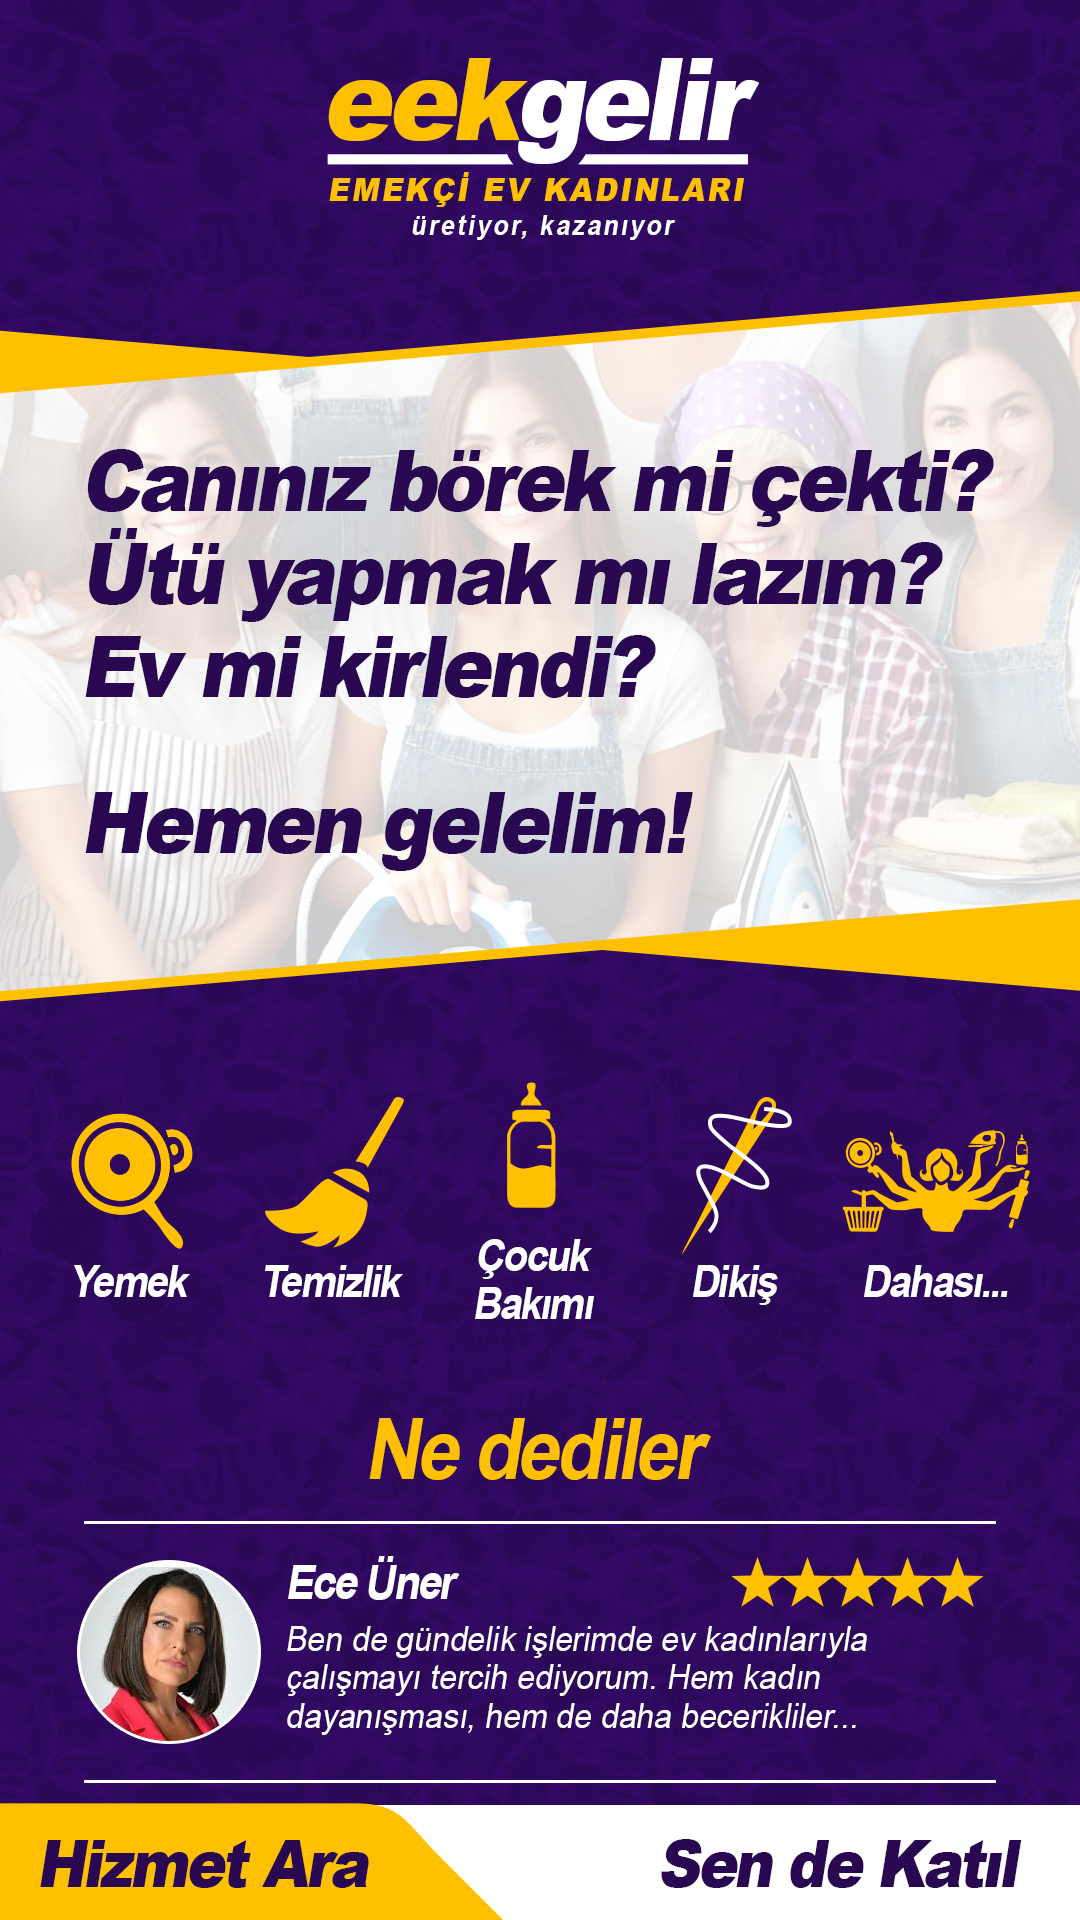 eekgelir
EMEKÇİ EV KADINLARI
üretiyor, kazanıyor
Canınız börek mi çekti?
Ütü yapmak mı lazım?
Ev mi kirlendi?
Hemen gelelim!
Yemek
Temizlik
Çocuk
Bakımı
Dikiş
Dahası...
Ne dediler
Ece Üner
Ben de gündelik işlerimde ev kadınlarıyla
çalışmayı tercih ediyorum. Hem kadın
dayanışması, hem de daha becerikliler...
Hizmet Ara
Sen de Katıl